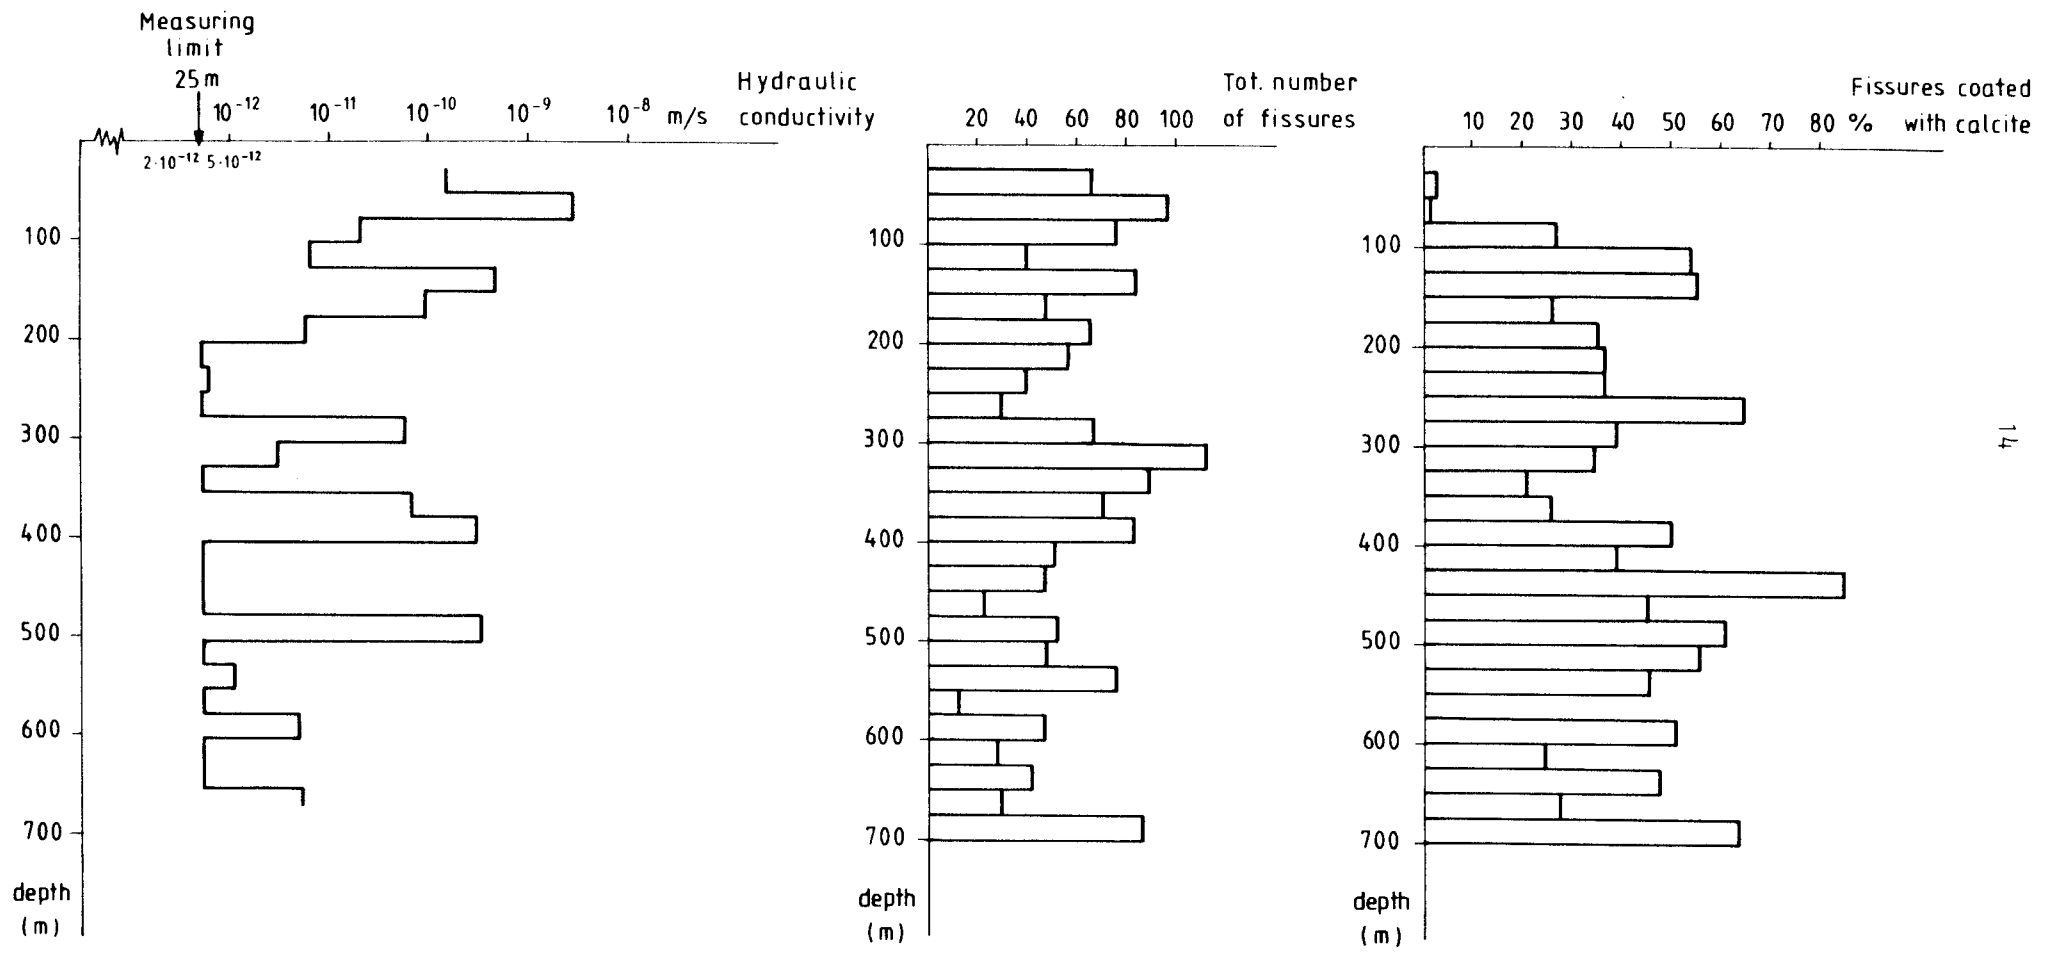 Measuring
limit
25m
10⁻¹² 10⁻¹¹ 10⁻¹⁰ 10⁻⁹ 10⁻⁸ m/s
Hydraulic
conductivity
2·10⁻¹² 5·10⁻¹²
100
200
300
400
500
600
700
depth
(m)
Tot. number
of fissures
20 40 60 80 100
100
200
300
400
500
600
700
depth
(m)
Fissures coated
with calcite
10 20 30 40 50 60 70 80 %
100
200
300
400
500
600
700
depth
(m)
14